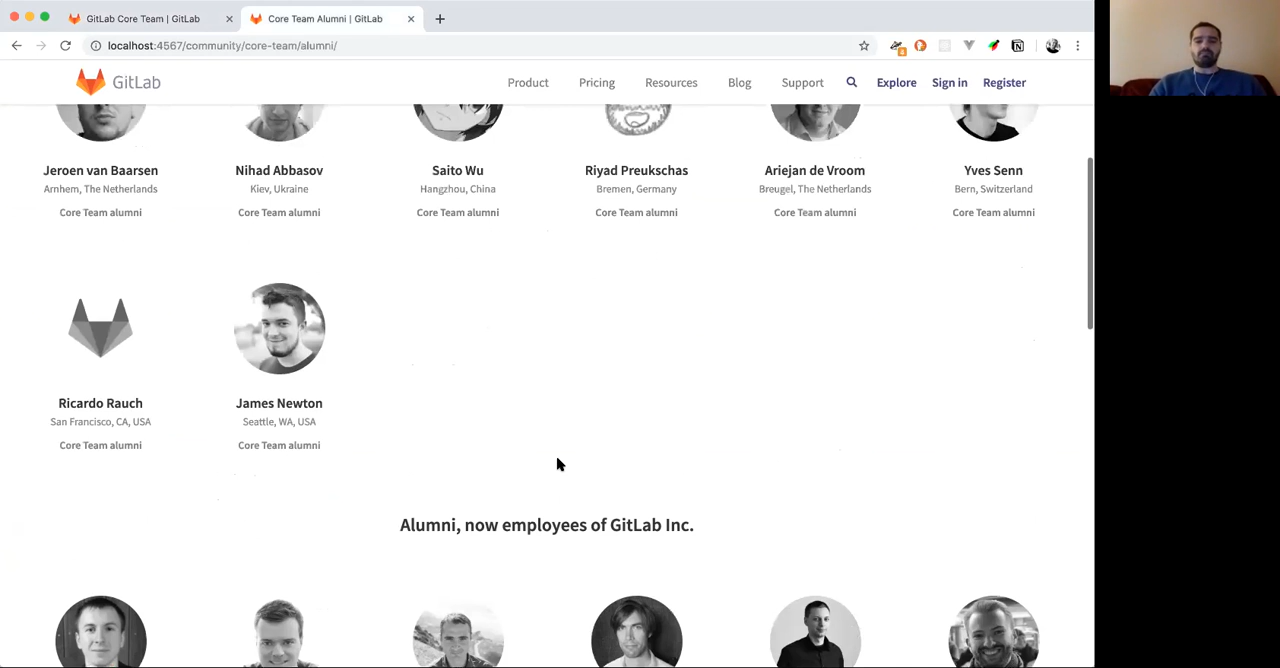 GitLab Core Team | GitLab
Core Team Alumni | GitLab
localhost:4567/community/core-team/alumni/
GitLab
Product Pricing Resources Blog Support Explore Sign in Register
Jeroen van Baarsen Nihad Abbasov Saito Wu Riyad Preukschas Ariejan de Vroom Yves Senn
Arnhem, The Netherlands Kiev, Ukraine Hangzhou, China Bremen, Germany Breugel, The Netherlands Bern, Switzerland
Core Team alumni Core Team alumni Core Team alumni Core Team alumni Core Team alumni Core Team alumni
Ricardo Rauch James Newton
San Francisco, CA, USA Seattle, WA, USA
Core Team alumni Core Team alumni
Alumni, now employees of GitLab Inc.